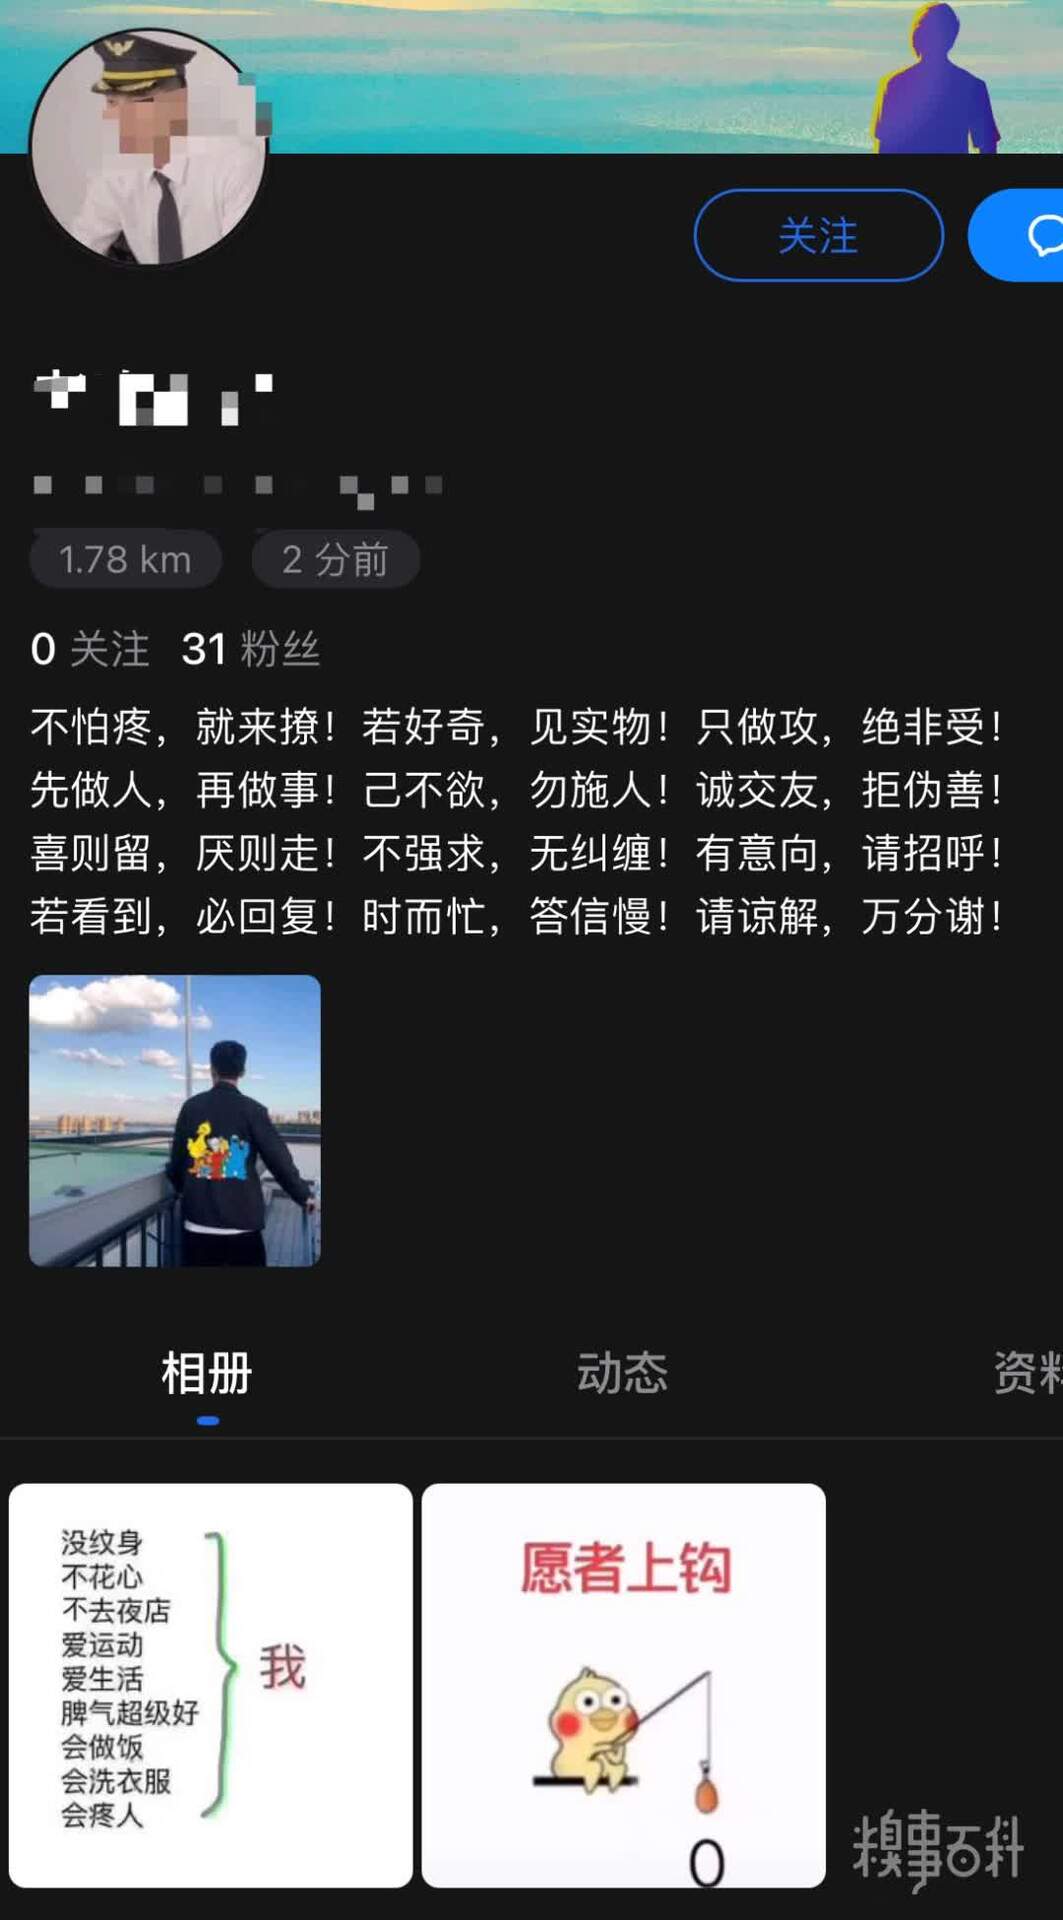 关注
1.78 km
2 分前
0 关注 31 粉丝
不怕疼，就来撩！若好奇，见实物！只做攻，绝非受！
先做人，再做事！己不欲，勿施人！诚交友，拒伪善！
喜则留，厌则走！不强求，无纠缠！有意向，请招呼！
若看到，必回复！时而忙，答信慢！请谅解，万分谢！
相册
动态
资料
没纹身
不花心
不去夜店
爱运动
爱生活
脾气超级好
会做饭
会洗衣服
会疼人
我
愿者上钩
0
糗事百科